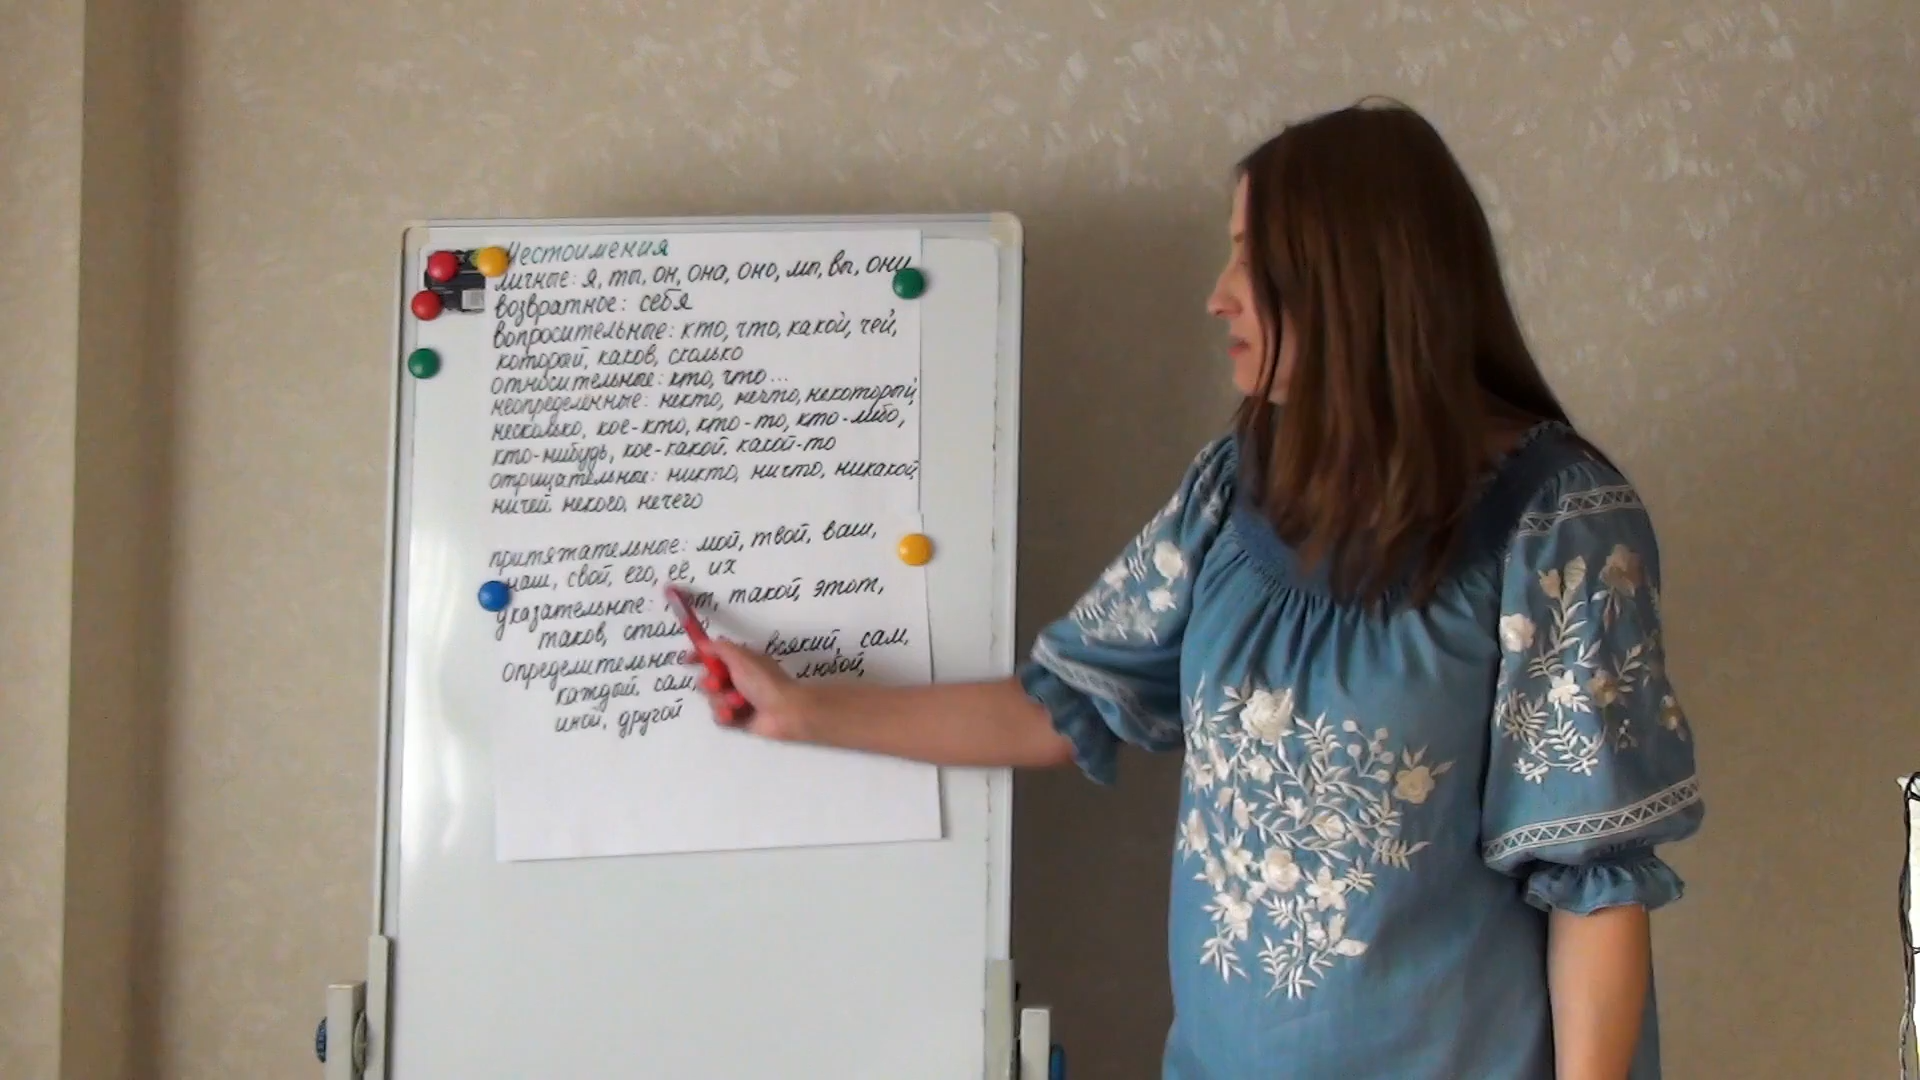 Местоимения
личные: я, ты, он, она, оно, мы, вы, они
возвратное: себя
вопросительные: кто, что, какой, чей,
который, каков, сколько
относительные: кто, что...
неопределённые: некто, нечто, некоторый,
несколько, кое-кто, кто-то, кто-либо,
кто-нибудь, кое-какой, какой-то
отрицательные: никто, ничто, никакой,
ничей, некого, нечего
притяжательные: мой, твой, ваш,
наш, свой, его, её, их
указательные: такой, этот,
таков,
определительные всякий, сам,
каждый, сам, любой,
иной, другой